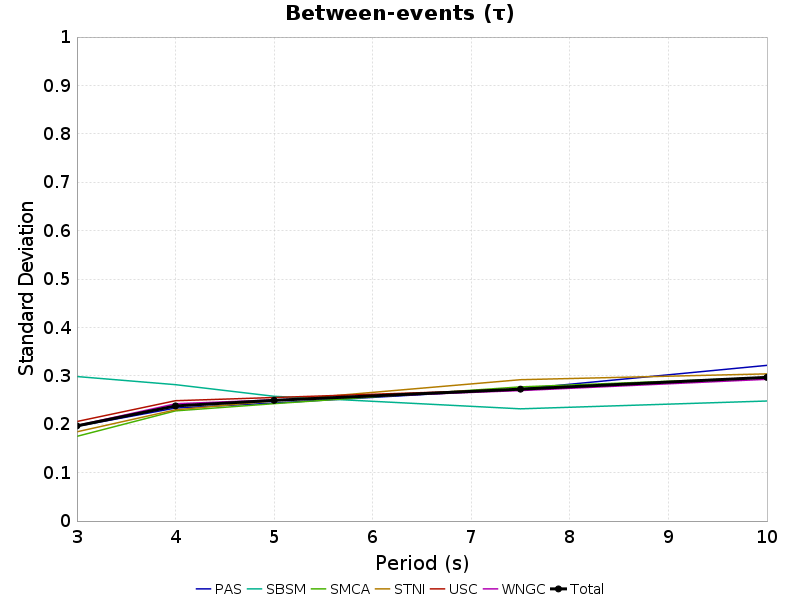 Between-events (τ)
Standard Deviation
1
0.9
0.8
0.7
0.6
0.5
0.4
0.3
0.2
0.1
0
3 4 5 6 7 8 9 10
Period (s)
PAS SBSM SMCA STNI USC WNGC Total